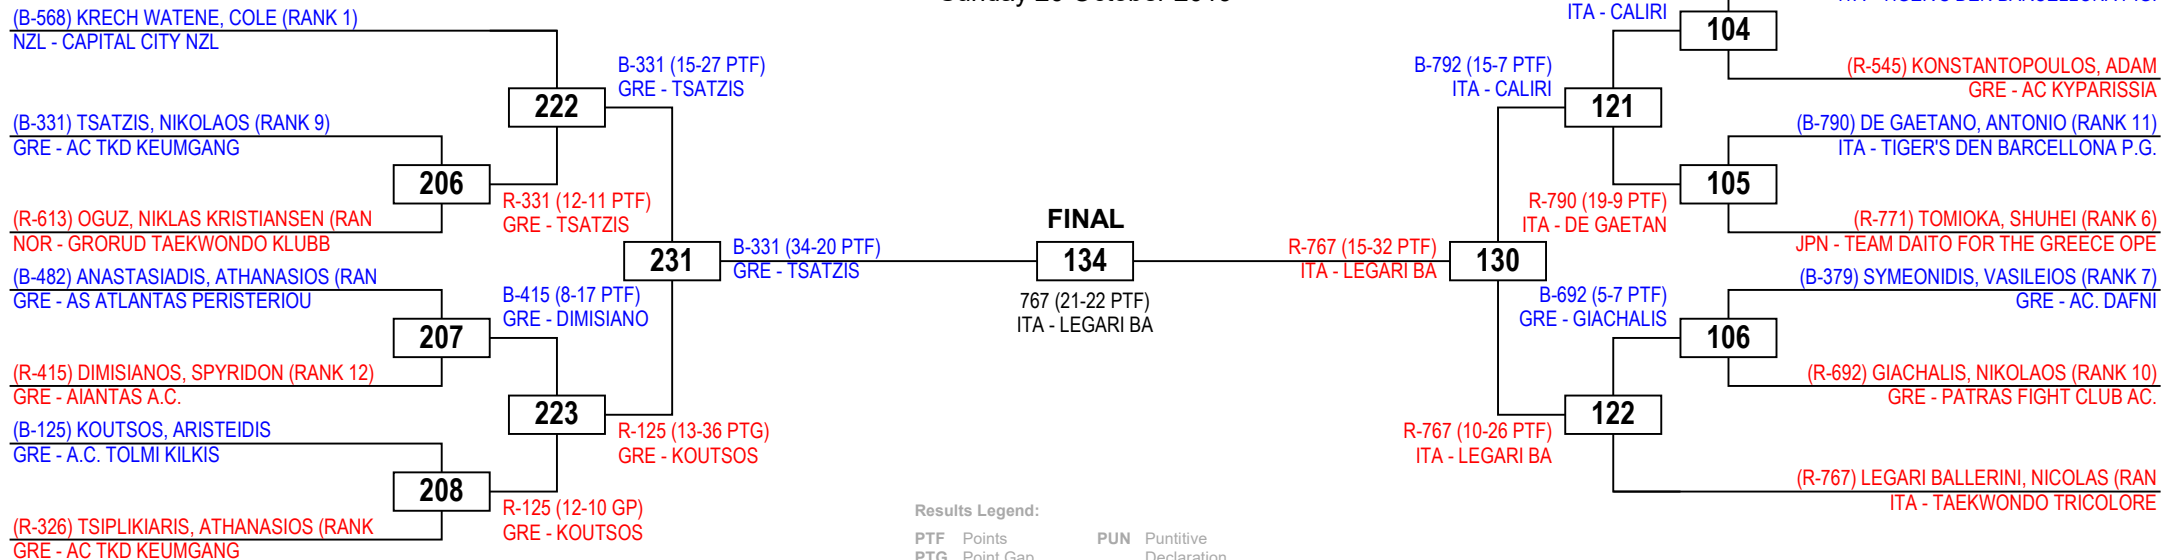 (B-568) KRECH WATENE, COLE (RANK 1)
NZL - CAPITAL CITY NZL
(B-331) TSATZIS, NIKOLAOS (RANK 9)
GRE - AC TKD KEUMGANG
(R-613) OGUZ, NIKLAS KRISTIANSEN (RAN
NOR - GRORUD TAEKWONDO KLUBB
(B-482) ANASTASIADIS, ATHANASIOS (RAN
GRE - AS ATLANTAS PERISTERIOU
(R-415) DIMISIANOS, SPYRIDON (RANK 12)
GRE - AIANTAS A.C.
(B-125) KOUTSOS, ARISTEIDIS
GRE - A.C. TOLMI KILKIS
(R-326) TSIPLIKIARIS, ATHANASIOS (RANK
GRE - AC TKD KEUMGANG
206
207
208
222
R-331 (12-11 PTF)
GRE - TSATZIS
B-415 (8-17 PTF)
GRE - DIMISIANO
223
R-125 (12-10 GP)
GRE - KOUTSOS
B-331 (15-27 PTF)
GRE - TSATZIS
231
R-125 (13-36 PTG)
GRE - KOUTSOS
B-331 (34-20 PTF)
GRE - TSATZIS
FINAL
134
767 (21-22 PTF)
ITA - LEGARI BA
Results Legend:
PTF Points
PUN Puntitive
PTG Point Gap
Declaration
R-767 (15-32 PTF)
ITA - LEGARI BA
130
B-792 (15-7 PTF)
ITA - CALIRI
R-767 (10-26 PTF)
ITA - LEGARI BA
ITA - CALIRI
121
R-790 (19-9 PTF)
ITA - DE GAETAN
B-692 (5-7 PTF)
GRE - GIACHALIS
122
104
105
106
(R-545) KONSTANTOPOULOS, ADAM
GRE - AC KYPARISSIA
(B-790) DE GAETANO, ANTONIO (RANK 11)
ITA - TIGER'S DEN BARCELLONA P.G.
(R-771) TOMIOKA, SHUHEI (RANK 6)
JPN - TEAM DAITO FOR THE GREECE OPE
(B-379) SYMEONIDIS, VASILEIOS (RANK 7)
GRE - AC. DAFNI
(R-692) GIACHALIS, NIKOLAOS (RANK 10)
GRE - PATRAS FIGHT CLUB AC.
(R-767) LEGARI BALLERINI, NICOLAS (RAN
ITA - TAEKWONDO TRICOLORE